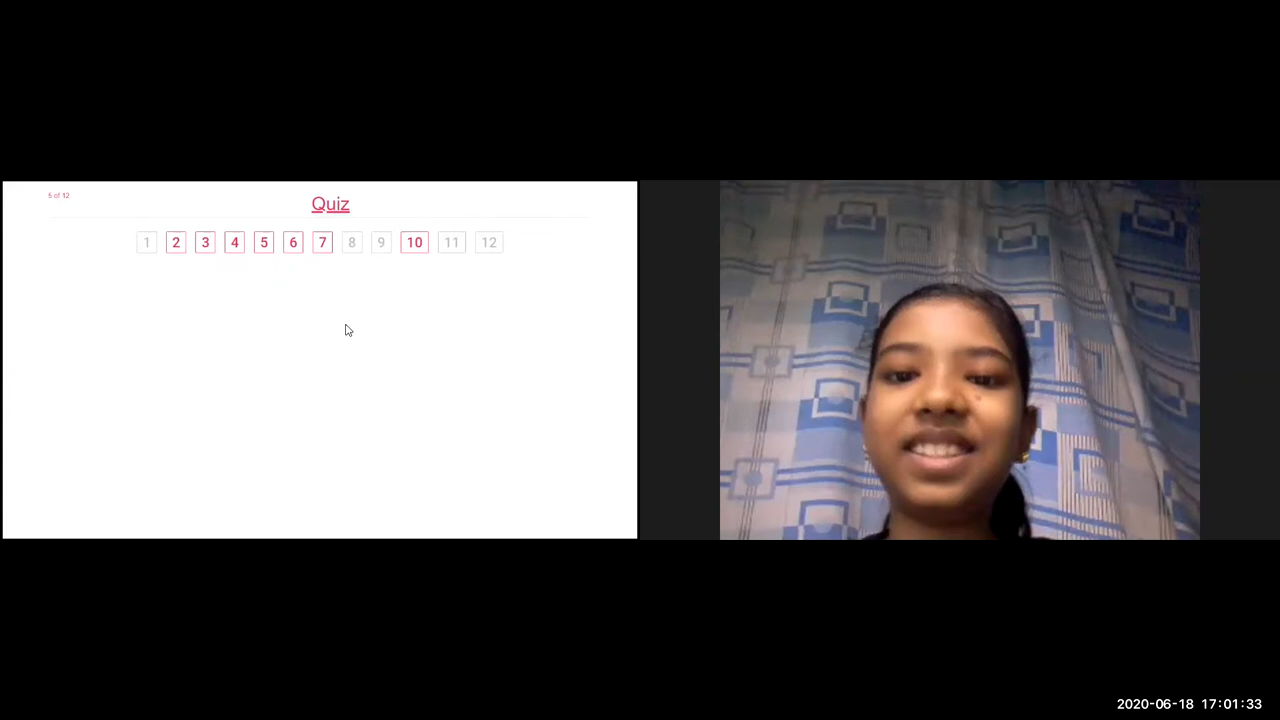 5 of 12
Quiz
1 2 3 4 5 6 7 8 9 10 11 12
2020-06-18 17:01:33